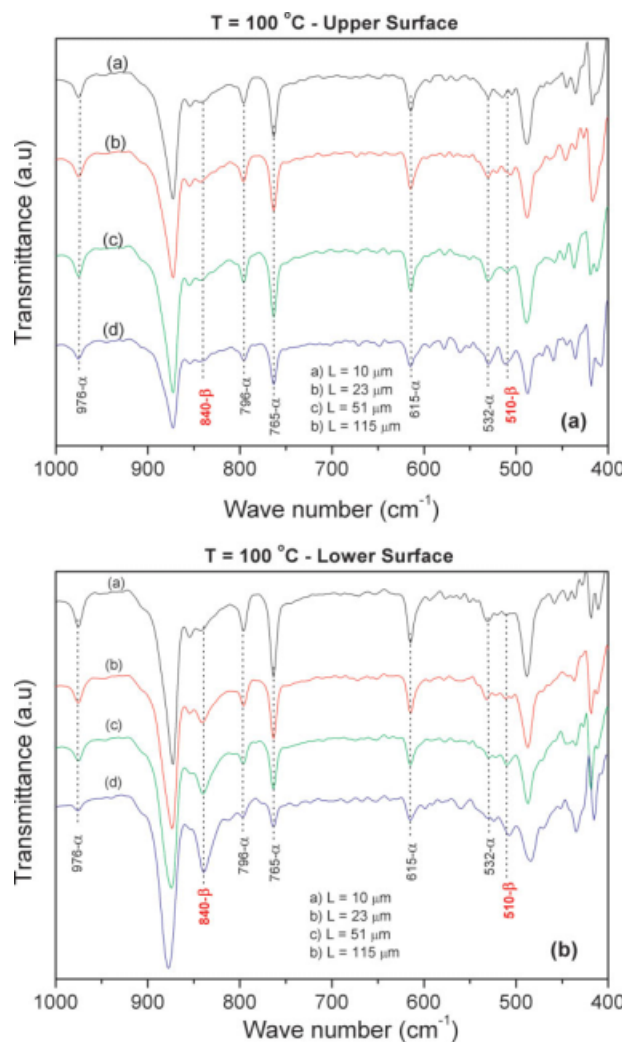 T = 100 °C - Upper Surface
(a)
(b)
(c)
(d)
976-α
840-β
796-α
765-α
615-α
532-α
510-β
a) L = 10 μm
b) L = 23 μm
c) L = 51 μm
b) L = 115 μm
(a)
Transmittance (a.u)
1000 900 800 700 600 500 400
Wave number (cm⁻¹)
T = 100 °C - Lower Surface
(a)
(b)
(c)
(d)
976-α
840-β
796-α
765-α
615-α
532-α
510-β
a) L = 10 μm
b) L = 23 μm
c) L = 51 μm
b) L = 115 μm
(b)
Transmittance (a.u)
1000 900 800 700 600 500 400
Wave number (cm⁻¹)